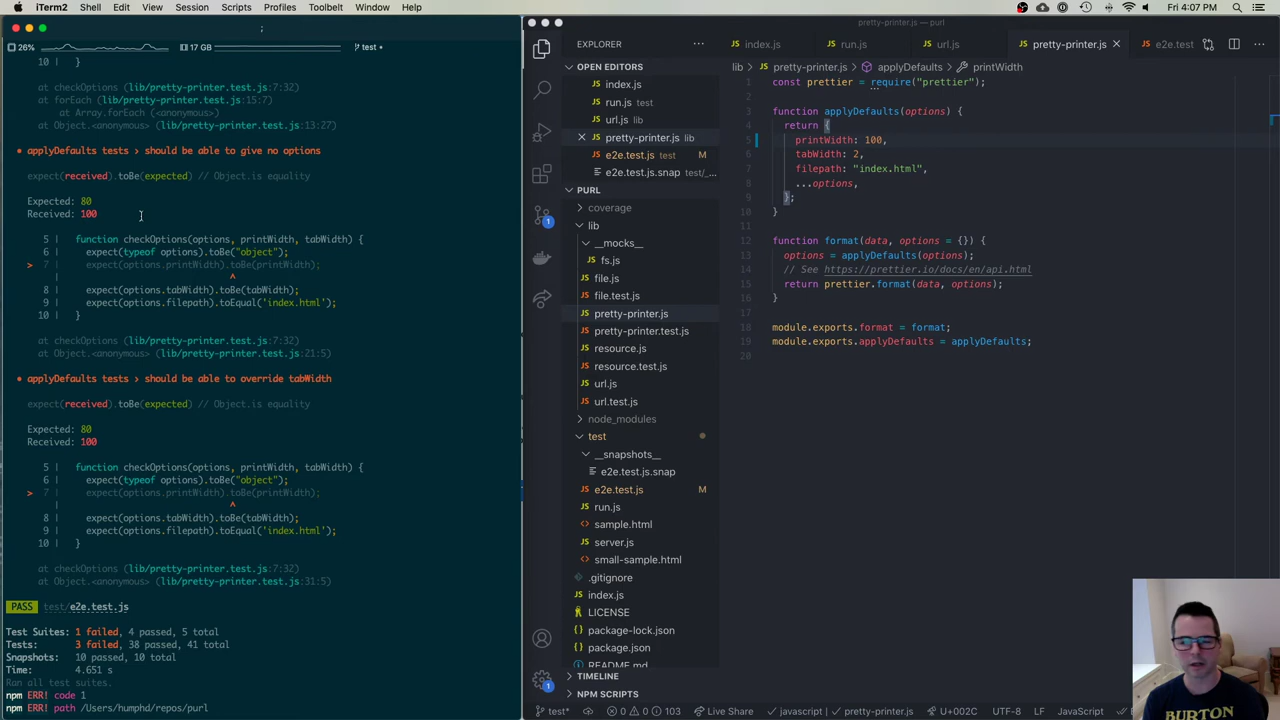 iTerm2 Shell Edit View Session Scripts Profiles Toolbelt Window Help
Fri 4:07 PM
26% 17 GB test •
10 | }
at checkOptions (lib/pretty-printer.test.js:7:32)
at forEach (lib/pretty-printer.test.js:15:7)
at Array.forEach (<anonymous>)
at Object.<anonymous> (lib/pretty-printer.test.js:13:27)
● applyDefaults tests › should be able to give no options
expect(received).toBe(expected) // Object.is equality
Expected: 80
Received: 100
5 | function checkOptions(options, printWidth, tabWidth) {
6 | expect(typeof options).toBe("object");
> 7 | expect(options.printWidth).toBe(printWidth);
| ^
8 | expect(options.tabWidth).toBe(tabWidth);
9 | expect(options.filepath).toEqual('index.html');
10 | }
at checkOptions (lib/pretty-printer.test.js:7:32)
at Object.<anonymous> (lib/pretty-printer.test.js:21:5)
● applyDefaults tests › should be able to override tabWidth
expect(received).toBe(expected) // Object.is equality
Expected: 80
Received: 100
5 | function checkOptions(options, printWidth, tabWidth) {
6 | expect(typeof options).toBe("object");
> 7 | expect(options.printWidth).toBe(printWidth);
| ^
8 | expect(options.tabWidth).toBe(tabWidth);
9 | expect(options.filepath).toEqual('index.html');
10 | }
at checkOptions (lib/pretty-printer.test.js:7:32)
at Object.<anonymous> (lib/pretty-printer.test.js:31:5)
PASS test/e2e.test.js
Test Suites: 1 failed, 4 passed, 5 total
Tests: 3 failed, 38 passed, 41 total
Snapshots: 10 passed, 10 total
Time: 4.651 s
Ran all test suites.
npm ERR! code 1
npm ERR! path /Users/humphd/repos/purl
pretty-printer.js — purl
EXPLORER
OPEN EDITORS
JS index.js
JS run.js test
JS url.js lib
JS pretty-printer.js lib
JS e2e.test.js test M
e2e.test.js.snap test/_...
PURL
coverage
lib
__mocks__
JS fs.js
JS file.js
JS file.test.js
JS pretty-printer.js
JS pretty-printer.test.js
JS resource.js
JS resource.test.js
JS url.js
JS url.test.js
node_modules
test
__snapshots__
e2e.test.js.snap
JS e2e.test.js M
JS run.js
sample.html
JS server.js
small-sample.html
.gitignore
JS index.js
LICENSE
package-lock.json
package.json
README.md
TIMELINE
NPM SCRIPTS
1
1
JS index.js JS run.js JS url.js JS pretty-printer.js JS e2e.test
lib > JS pretty-printer.js > applyDefaults > printWidth
1 const prettier = require("prettier");
2
3 function applyDefaults(options) {
4 return {
5 printWidth: 100,
6 tabWidth: 2,
7 filepath: "index.html",
8 ...options,
9 };
10 }
11
12 function format(data, options = {}) {
13 options = applyDefaults(options);
14 // See https://prettier.io/docs/en/api.html
15 return prettier.format(data, options);
16 }
17
18 module.exports.format = format;
19 module.exports.applyDefaults = applyDefaults;
20
BURTON
test* 0 0 103 Live Share javascript | pretty-printer.js U+002C UTF-8 LF JavaScript